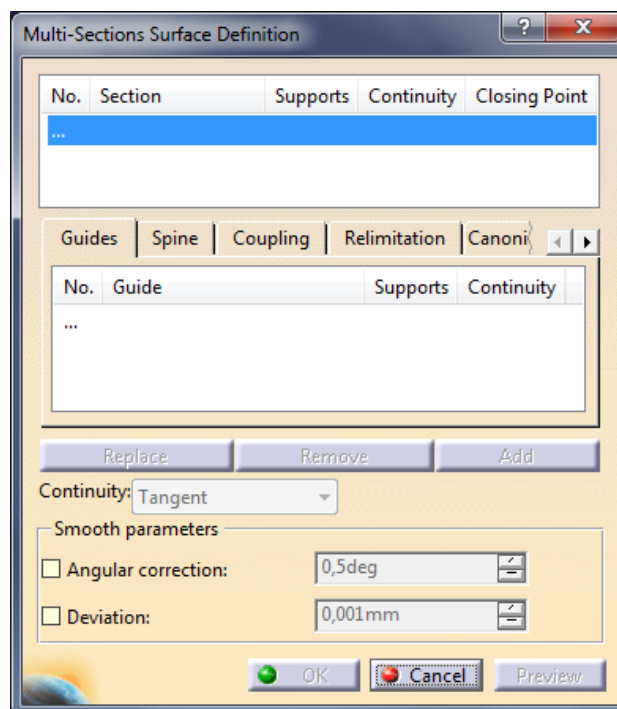 Multi-Sections Surface Definition
No. Section Supports Continuity Closing Point
...
Guides Spine Coupling Relimitation
No. Guide Supports Continuity
...
Replace Remove Add
Continuity: Tangent
Smooth parameters
Angular correction: 0,5deg
Deviation: 0,001mm
OK Cancel Preview